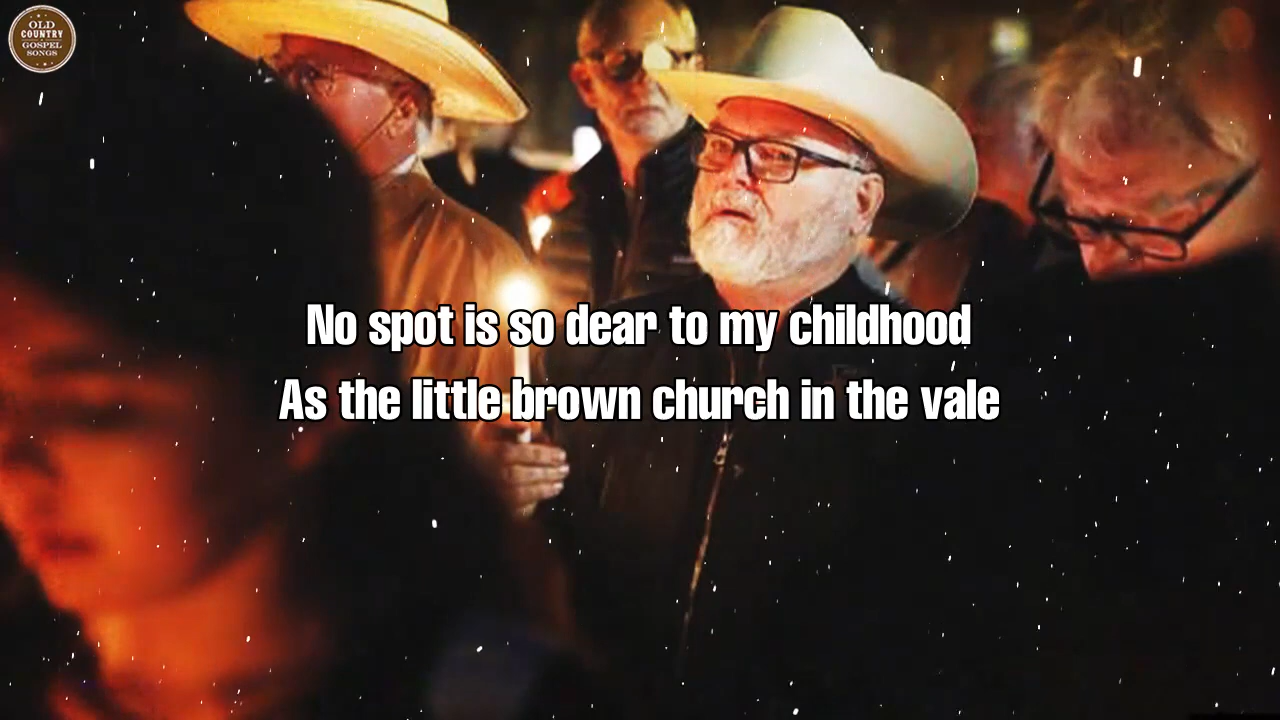 OLD
COUNTRY
GOSPEL
SONGS
No spot is so dear to my childhood
As the little brown church in the vale